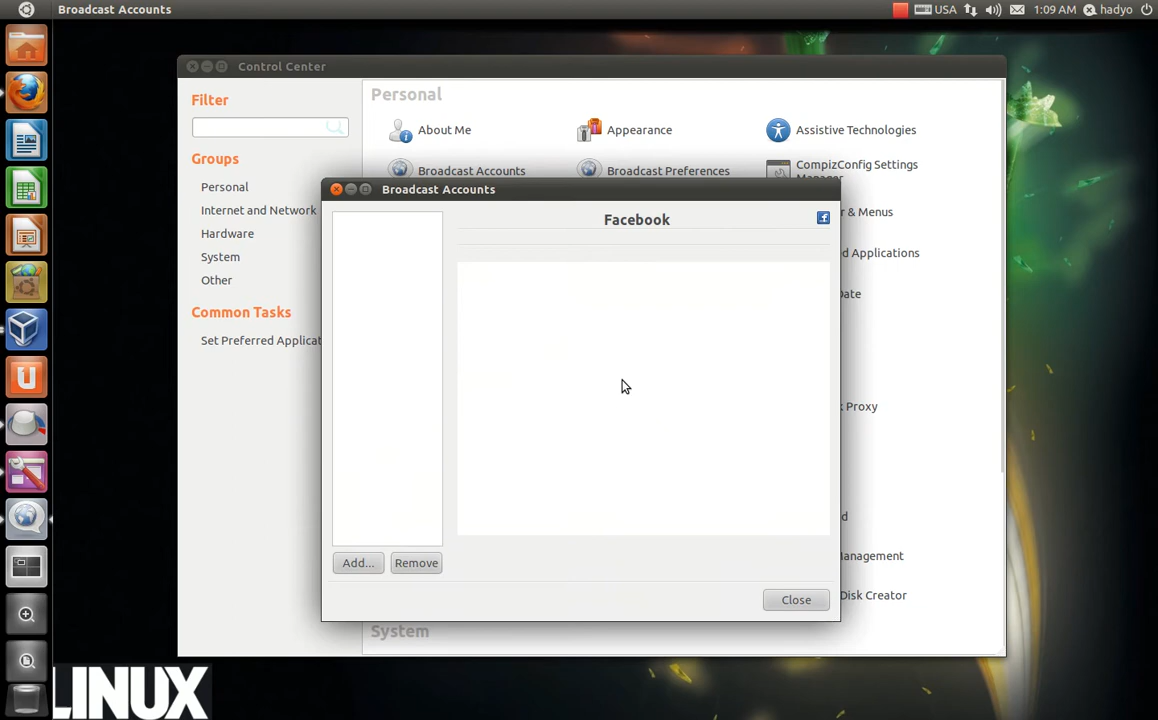 Broadcast Accounts
USA
1:09 AM
hadyo
Control Center
Filter
Groups
Personal
Internet and Network
Hardware
System
Other
Common Tasks
Set Preferred Applicat
Personal
About Me
Appearance
Assistive Technologies
Broadcast Accounts
Broadcast Preferences
CompizConfig Settings
Manager
r & Menus
d Applications
Date
k Proxy
d
anagement
Disk Creator
System
Broadcast Accounts
Facebook
Add...
Remove
Close
LINUX